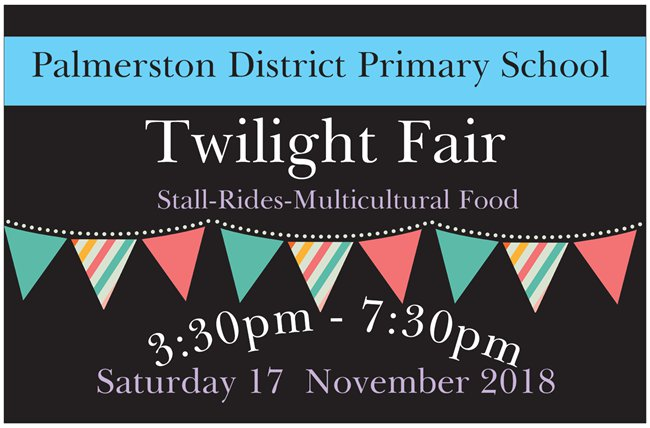 Palmerston District Primary School
Twilight Fair
Stall-Rides-Multicultural Food
3:30pm - 7:30pm
Saturday 17 November 2018